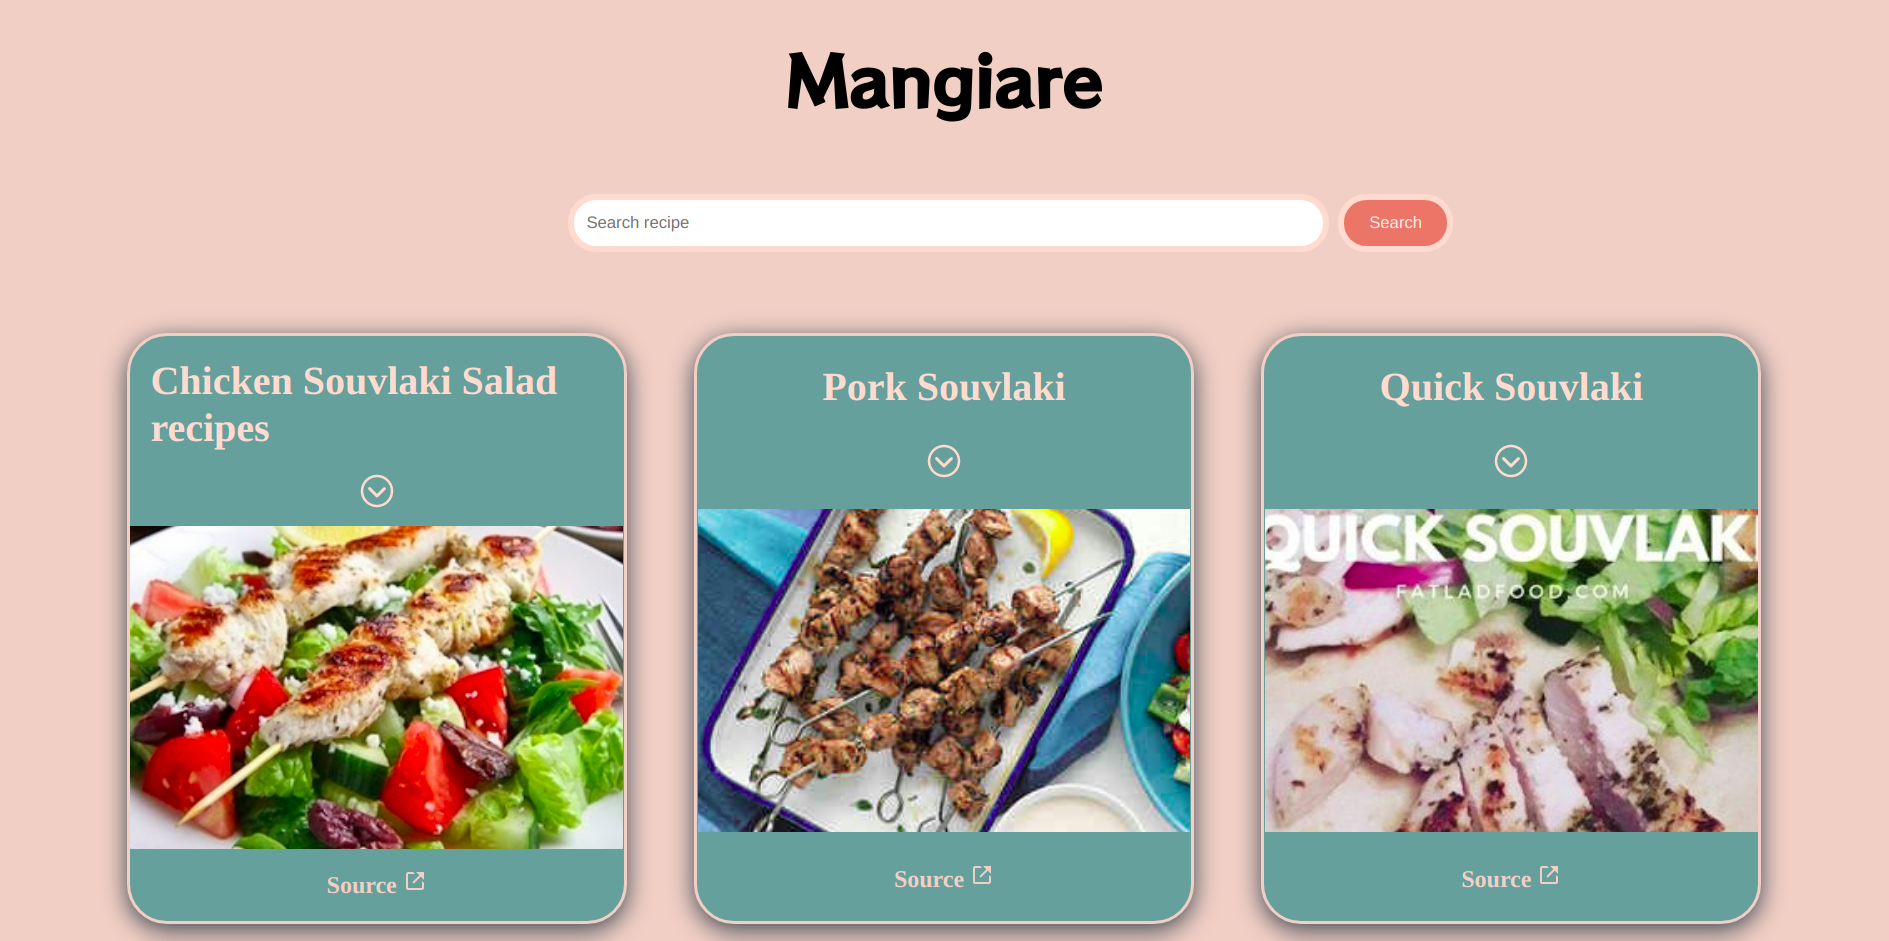 Mangiare
Search recipe
Search
Chicken Souvlaki Salad
recipes
Pork Souvlaki
Quick Souvlaki
QUICK SOUVLAKI
FATLADFOOD.COM
Source
Source
Source